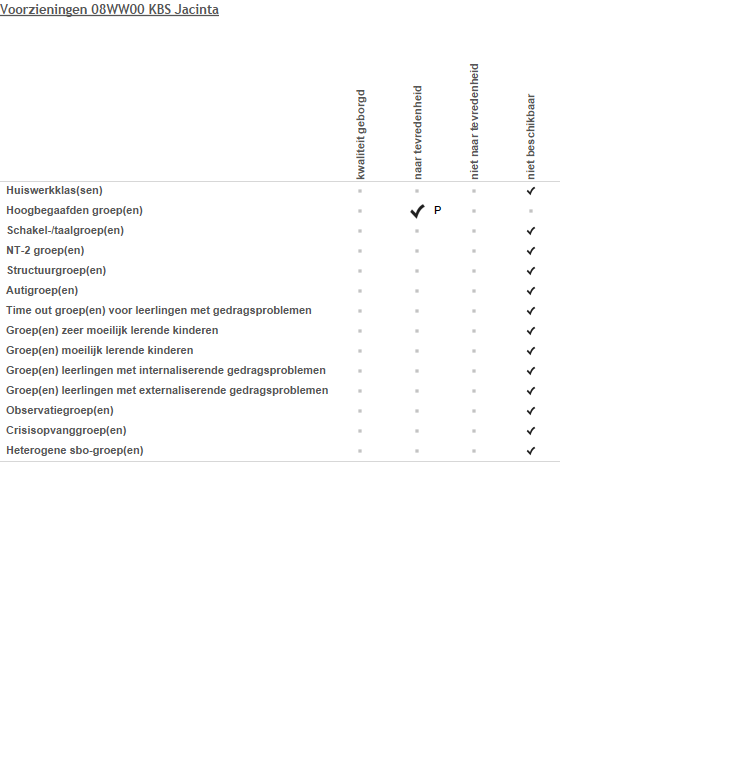 Voorzieningen 08WW00 KBS Jacinta
kwaliteit geborgd
naar tevredenheid
niet naar tevredenheid
niet beschikbaar
Huiswerkklas(sen)
Hoogbegaafden groep(en) P
Schakel-/taalgroep(en)
NT-2 groep(en)
Structuurgroep(en)
Autigroep(en)
Time out groep(en) voor leerlingen met gedragsproblemen
Groep(en) zeer moeilijk lerende kinderen
Groep(en) moeilijk lerende kinderen
Groep(en) leerlingen met internaliserende gedragsproblemen
Groep(en) leerlingen met externaliserende gedragsproblemen
Observatiegroep(en)
Crisisopvanggroep(en)
Heterogene sbo-groep(en)